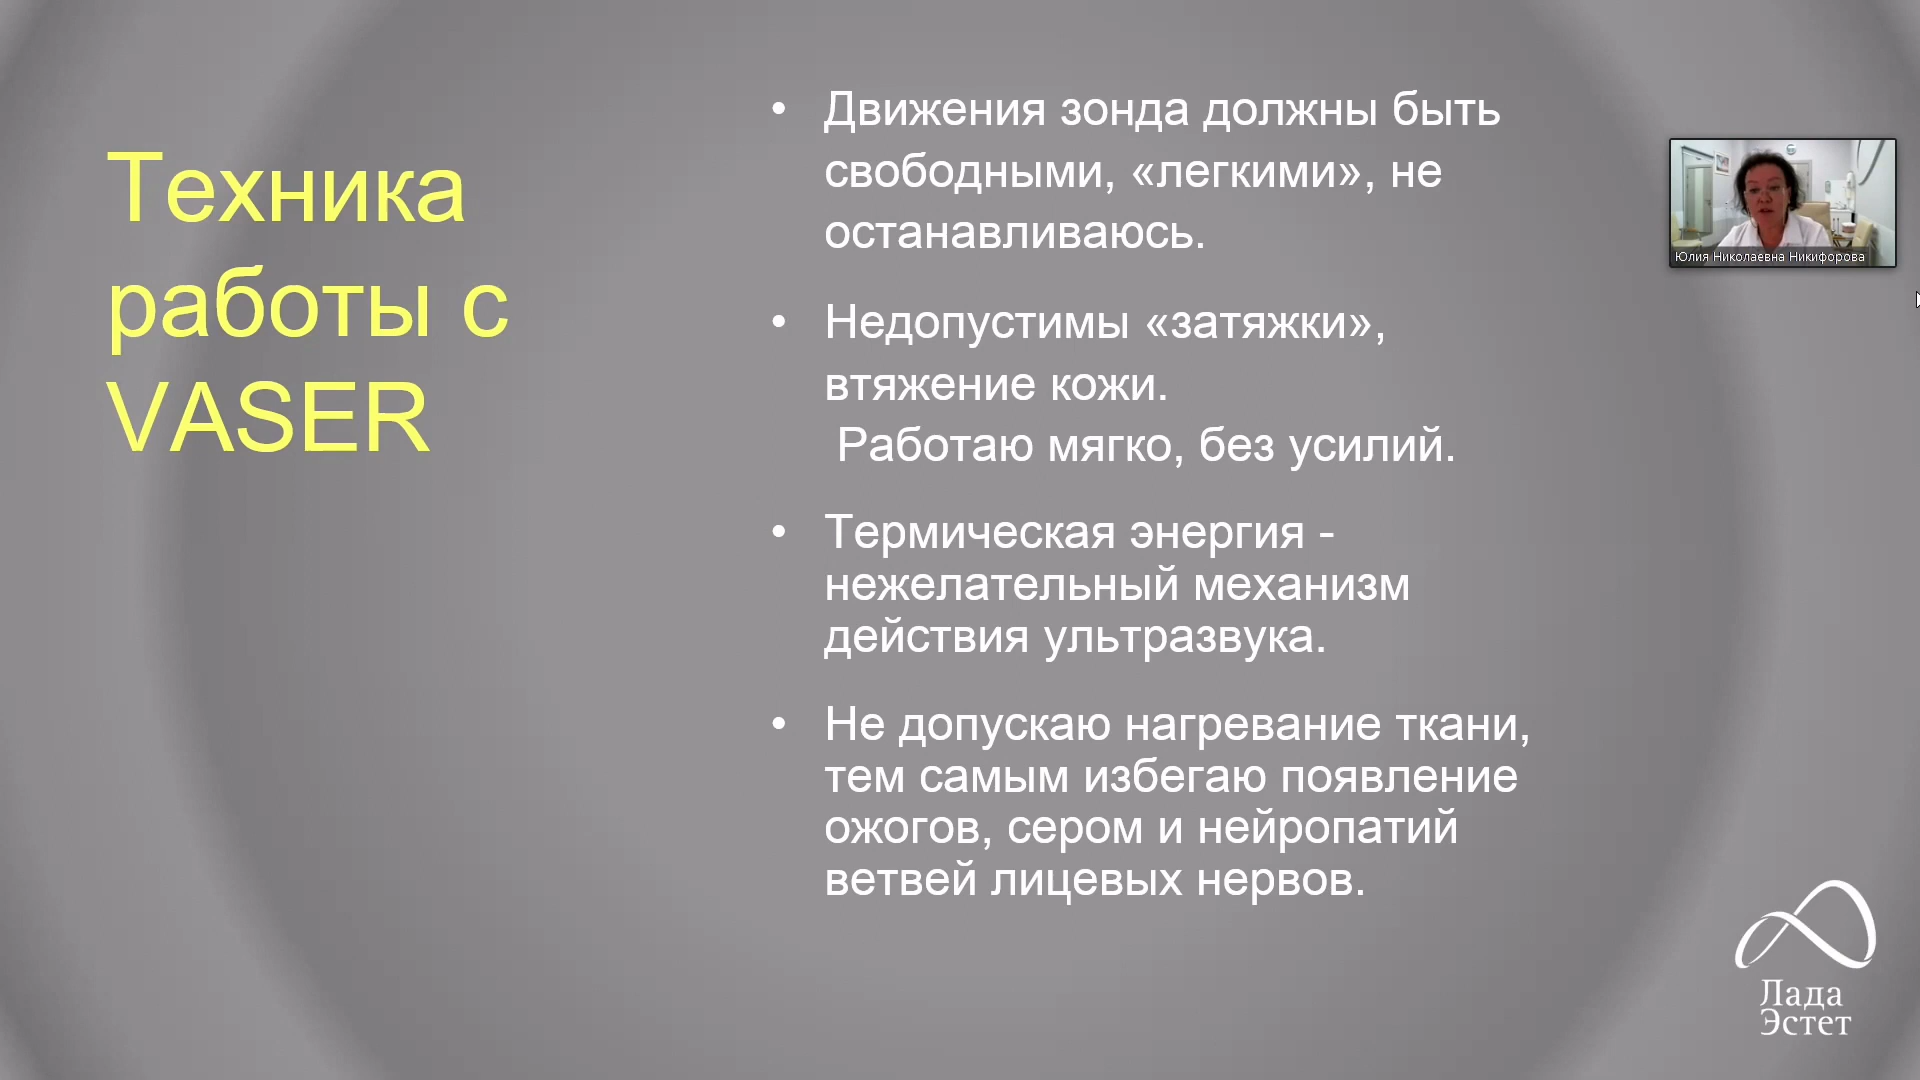 Техника
работы с
VASER
• Движения зонда должны быть
свободными, «легкими», не
останавливаюсь.
• Недопустимы «затяжки»,
втяжение кожи.
Работаю мягко, без усилий.
• Термическая энергия -
нежелательный механизм
действия ультразвука.
• Не допускаю нагревание ткани,
тем самым избегаю появление
ожогов, сером и нейропатий
ветвей лицевых нервов.
Юлия Николаевна Никифорова
Лада
Эстет